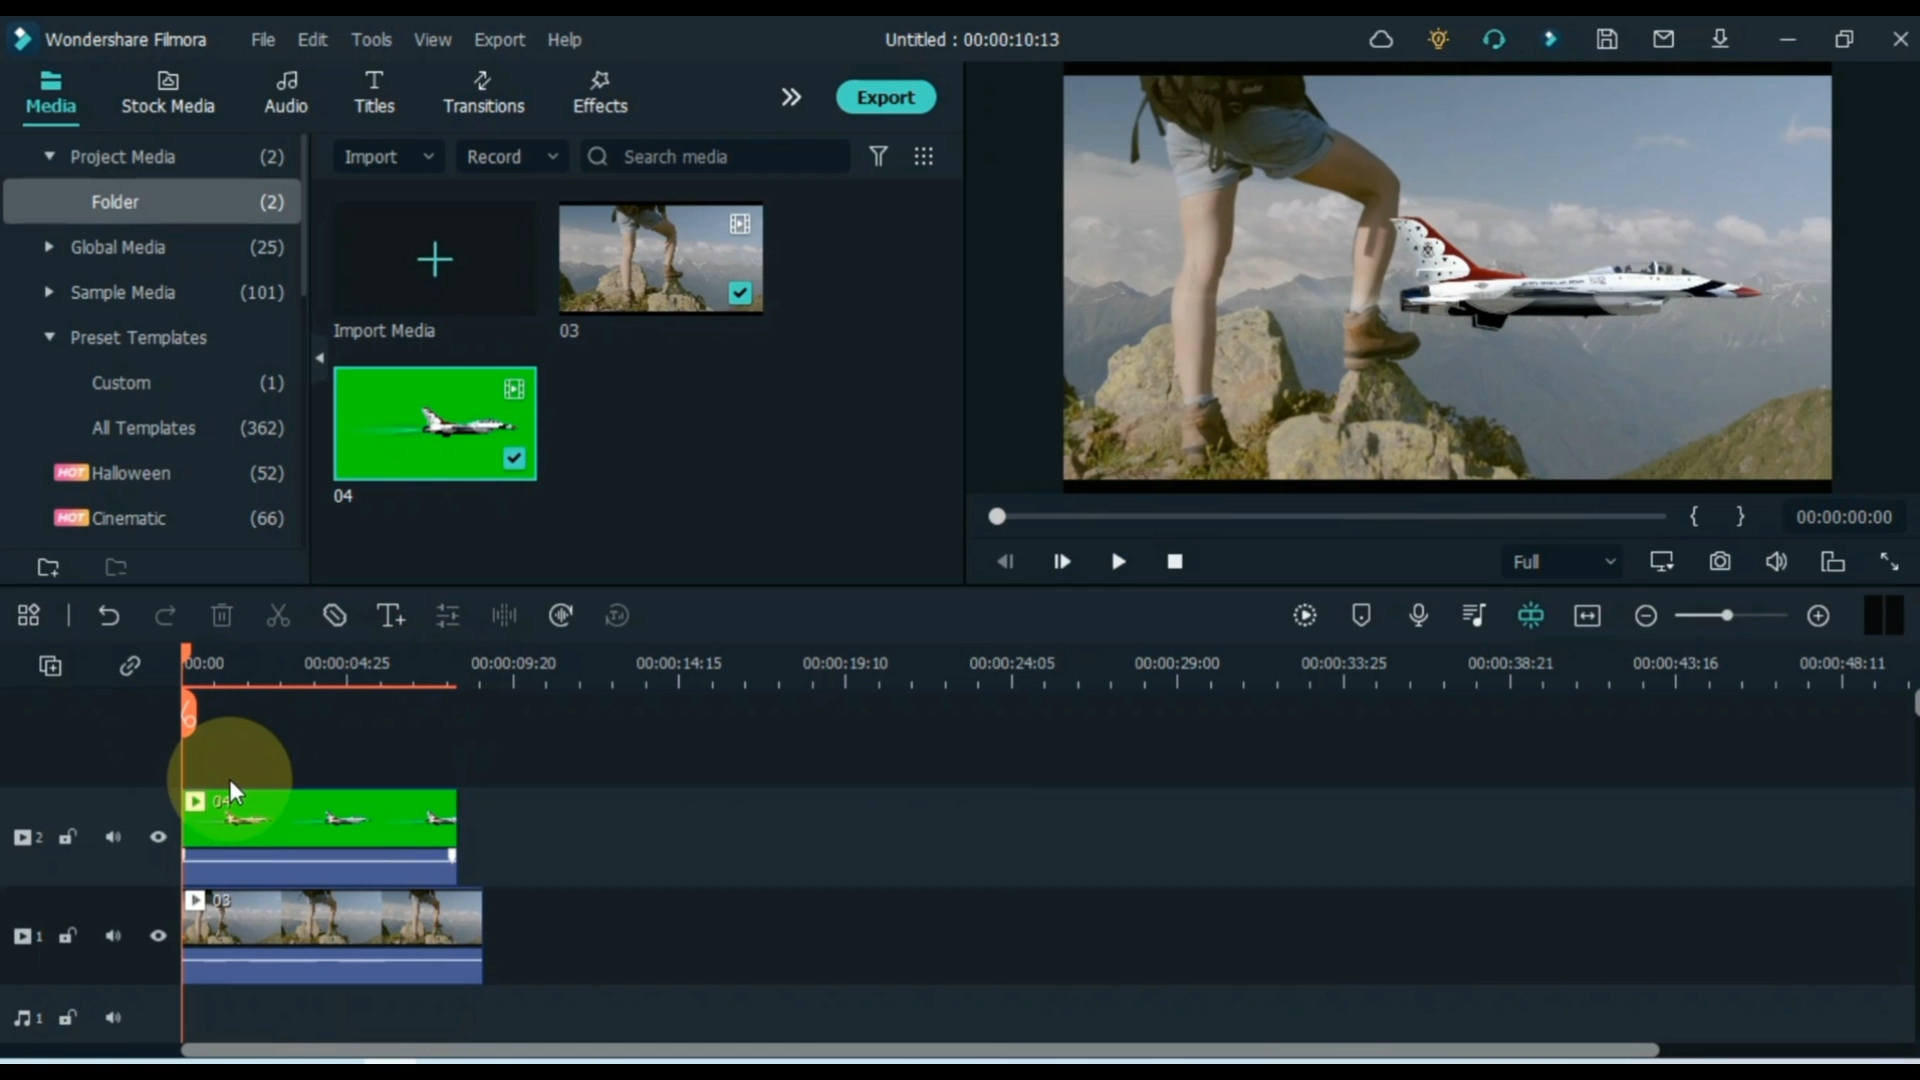 Wondershare Filmora File Edit Tools View Export Help Untitled : 00:00:10:13
Media Stock Media Audio Titles Transitions Effects Export
Project Media (2)
Folder (2)
Global Media (25)
Sample Media (101)
Preset Templates
Custom (1)
All Templates (362)
HOT Halloween (52)
HOT Cinematic (66)
Import Record Search media
Import Media
03
04
{ } 00:00:00:00
Full
00:00 00:00:04:25 00:00:09:20 00:00:14:15 00:00:19:10 00:00:24:05 00:00:29:00 00:00:33:25 00:00:38:21 00:00:43:16 00:00:48:11
04
2
03
1
1